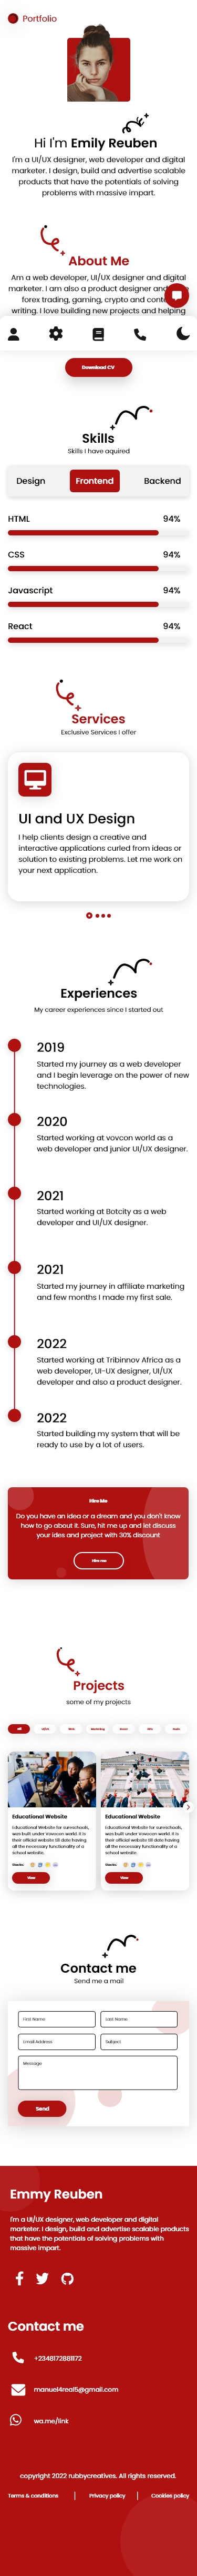 Portfolio
Hi I'm Emily Reuben
I'm a UI/UX designer, web developer and digital
marketer. I design, build and advertise scalable
products that have the potentials of solving
problems with massive impart.
About Me
Am a web developer, UI/UX designer and digital
marketer. I am also a product designer and
forex trading, gaming, crypto and
writing. I love building new products and helping
Download CV
Skills
Skills I have aquired
Design Frontend Backend
HTML 94%
CSS 94%
Javascript 94%
React 94%
Services
Exclusive Services I offer
UI and UX Design
I help clients design a creative and
interactive applications curled from ideas or
solution to existing problems. Let me work on
your next application.
Experiences
My career experiences since I started out
2019
Started my journey as a web developer
and I begin leverage on the power of new
technologies.
2020
Started working at vovcon world as a
web developer and junior UI/UX designer.
2021
Started working at Botcity as a web
developer and UI/UX designer.
2021
Started my journey in affiliate marketing
and few months I made my first sale.
2022
Started working at Tribinnov Africa as a
web developer, UI-UX designer, UI/UX
developer and also a product designer.
2022
Started building my system that will be
ready to use by a lot of users.
Hire Me
Do you have an idea or a dream and you don't know
how to go about it. Sure, hit me up and let discuss
your ides and project with 30% discount
Hire me
Projects
some of my projects
All UI/UX Web Marketing
Educational Website Educational Website
Educational Website for surreschools,
was built under Vovocon world. It is
their official website till date having
all the necessary functionality of a
school website.
Educational Website for surreschools,
was built under Vovocon world. It is
their official website till date having
all the necessary functionality of a
school website.
Stacks: Stacks:
View View
Contact me
Send me a mail
First Name Last Name
Email Address Subject
Message
Send
Emmy Reuben
I'm a UI/UX designer, web developer and digital
marketer. I design, build and advertise scalable products
that have the potentials of solving problems with
massive impart.
Contact me
+2348172881172
manuel4real5@gmail.com
wa.me/link
copyright 2022 rubbycreatives. All rights reserved.
Terms & conditions Privacy policy Cookies policy